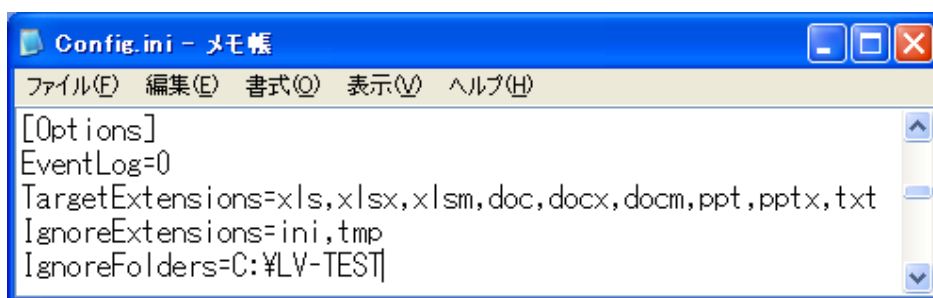 Config.ini - メモ帳
ファイル(F) 編集(E) 書式(O) 表示(V) ヘルプ(H)
[Options]
EventLog=0
TargetExtensions=xls,xlsx,xlsm,doc,docx,docm,ppt,pptx,txt
IgnoreExtensions=ini,tmp
IgnoreFolders=C:¥LV-TEST